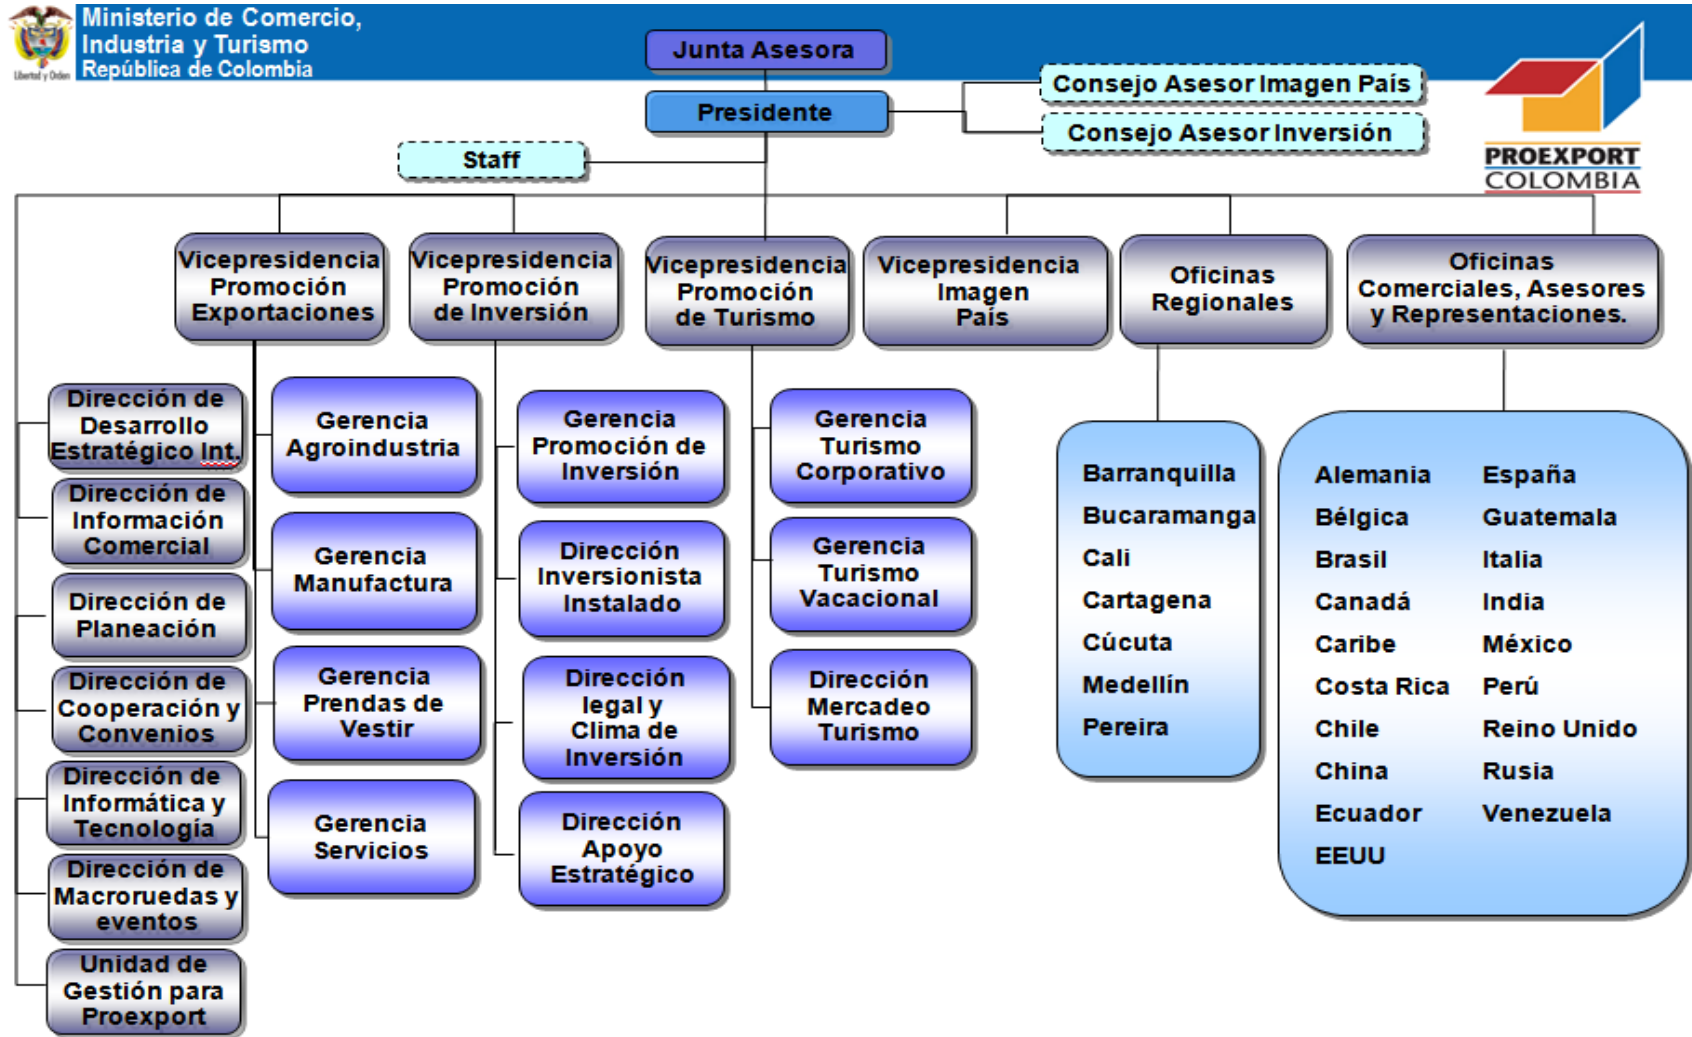 Ministerio de Comercio,
Industria y Turismo
República de Colombia
Libertad y Orden
Junta Asesora
Presidente
Consejo Asesor Imagen País
Consejo Asesor Inversión
Staff
PROEXPORT
COLOMBIA
Vicepresidencia
Promoción
Exportaciones
Vicepresidencia
Promoción
de Inversión
Vicepresidencia
Promoción
de Turismo
Vicepresidencia
Imagen
País
Oficinas
Regionales
Oficinas
Comerciales, Asesores
y Representaciones.
Dirección de
Desarrollo
Estratégico Int.
Dirección de
Información
Comercial
Dirección de
Planeación
Dirección de
Cooperación y
Convenios
Dirección de
Informática y
Tecnología
Dirección de
Macroruedas y
eventos
Unidad de
Gestión para
Proexport
Gerencia
Agroindustria
Gerencia
Manufactura
Gerencia
Prendas de
Vestir
Gerencia
Servicios
Gerencia
Promoción de
Inversión
Dirección
Inversionista
Instalado
Dirección
legal y
Clima de
Inversión
Dirección
Apoyo
Estratégico
Gerencia
Turismo
Corporativo
Gerencia
Turismo
Vacacional
Dirección
Mercadeo
Turismo
Barranquilla
Bucaramanga
Cali
Cartagena
Cúcuta
Medellín
Pereira
Alemania
Bélgica
Brasil
Canadá
Caribe
Costa Rica
Chile
China
Ecuador
EEUU
España
Guatemala
Italia
India
México
Perú
Reino Unido
Rusia
Venezuela